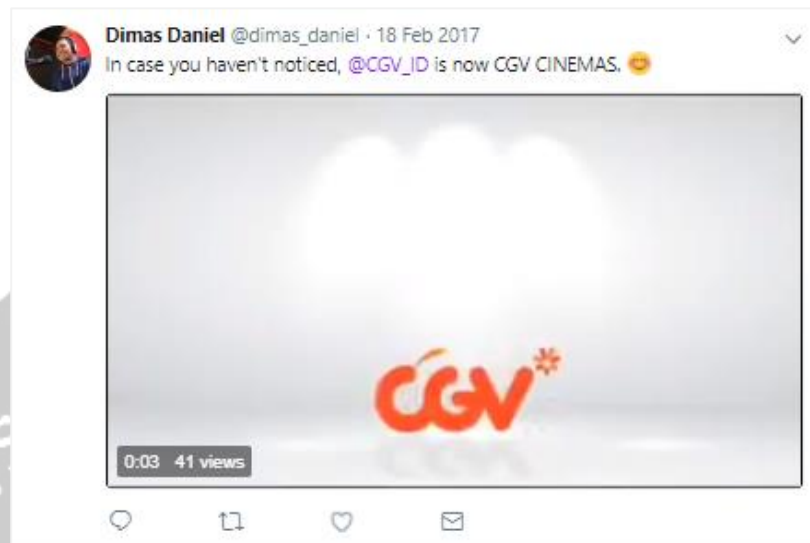 Dimas Daniel @dimas_daniel · 18 Feb 2017
In case you haven't noticed, @CGV_ID is now CGV CINEMAS. 😊
CGV*
0:03 41 views